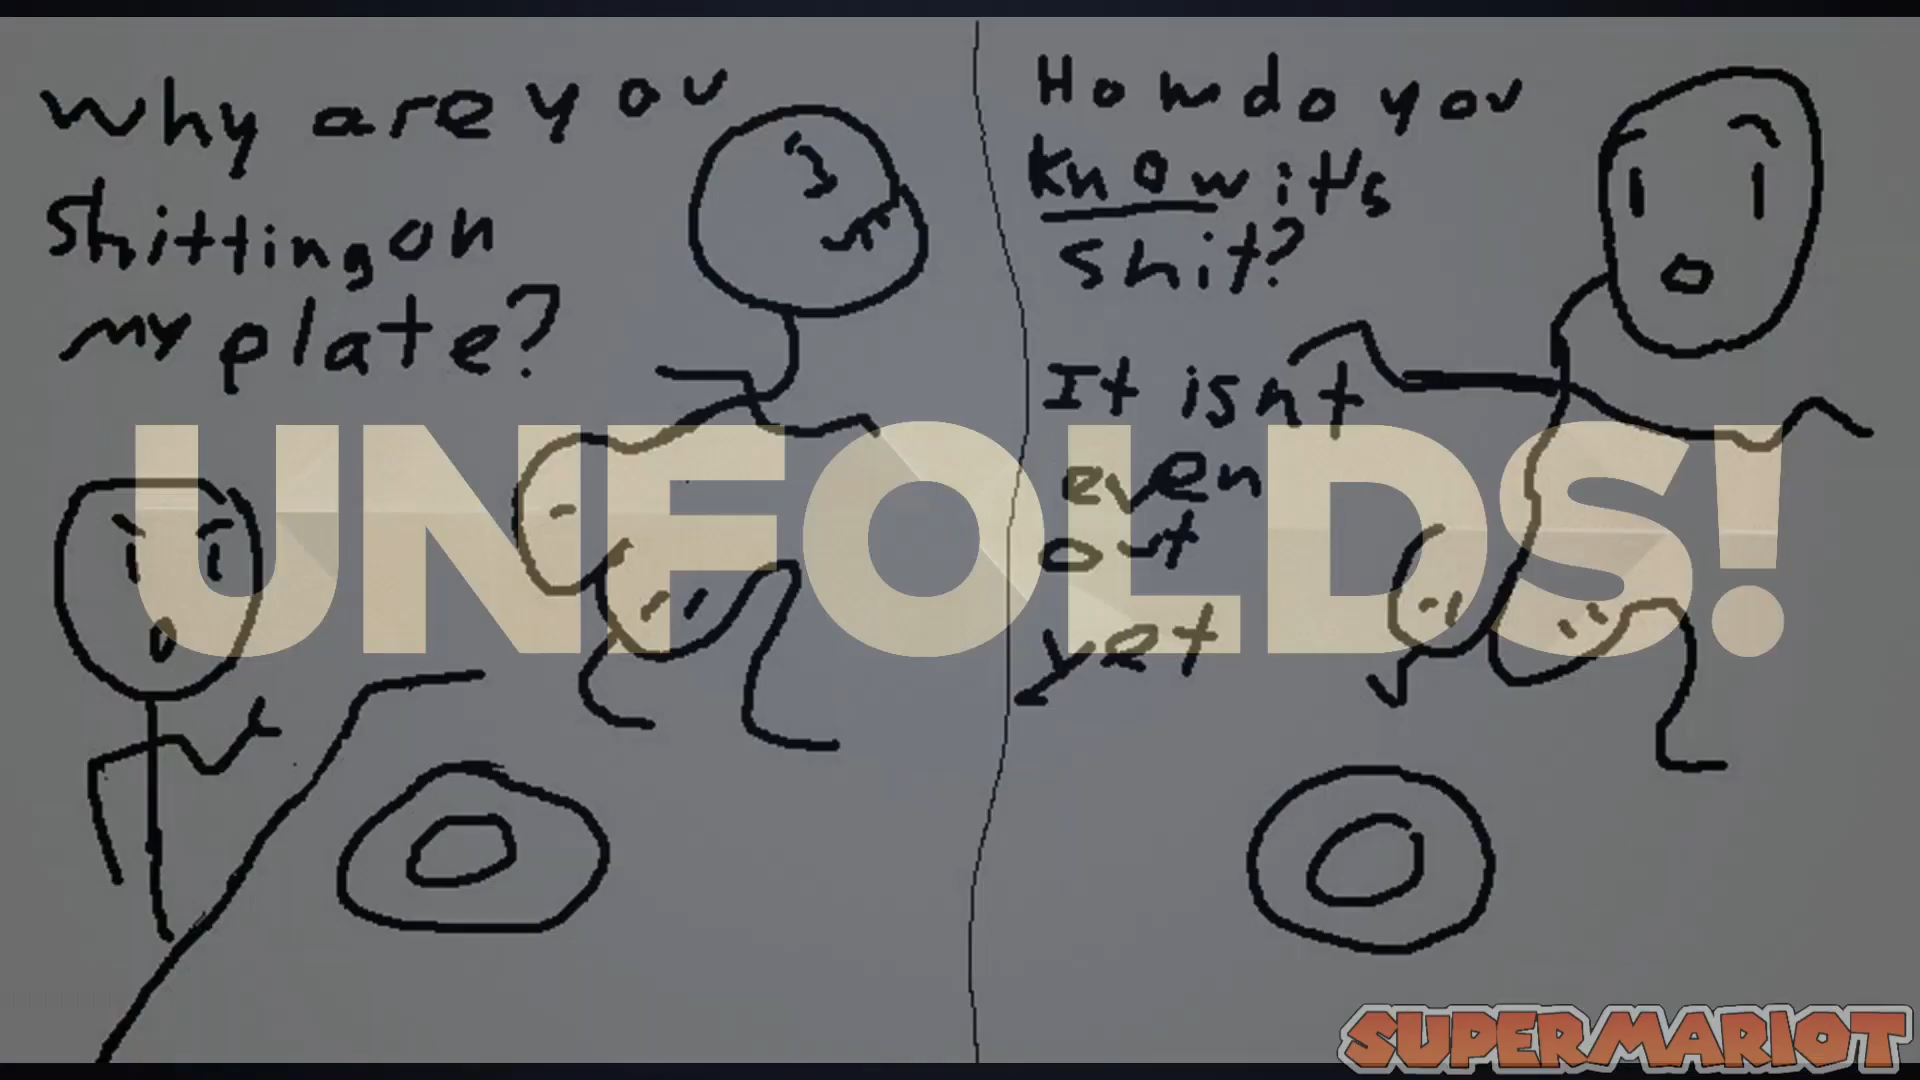 Why are you
shitting on
my plate?
How do you
know it's
shit?
It isnt
even
out
yet
UNFOLDS!
SUPERMARIOT